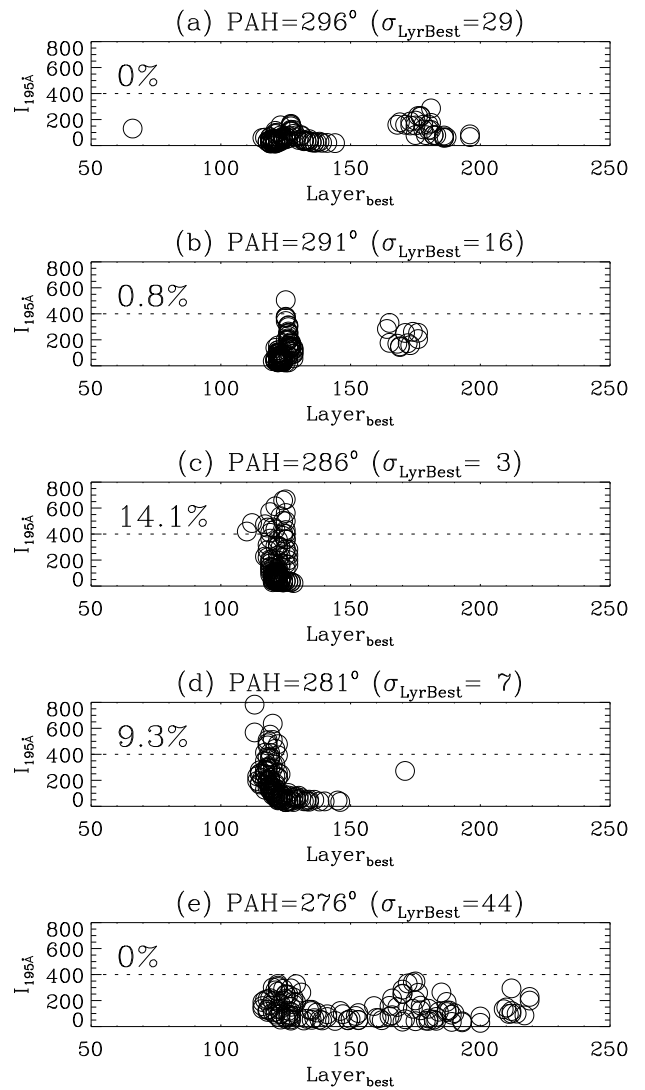 (a) PAH=296° (σLyrBest=29)
800
600
400
200
0
I195Å
0%
50 100 150 200 250
Layerbest
(b) PAH=291° (σLyrBest=16)
800
600
400
200
0
I195Å
0.8%
50 100 150 200 250
Layerbest
(c) PAH=286° (σLyrBest= 3)
800
600
400
200
0
I195Å
14.1%
50 100 150 200 250
Layerbest
(d) PAH=281° (σLyrBest= 7)
800
600
400
200
0
I195Å
9.3%
50 100 150 200 250
Layerbest
(e) PAH=276° (σLyrBest=44)
800
600
400
200
0
I195Å
0%
50 100 150 200 250
Layerbest